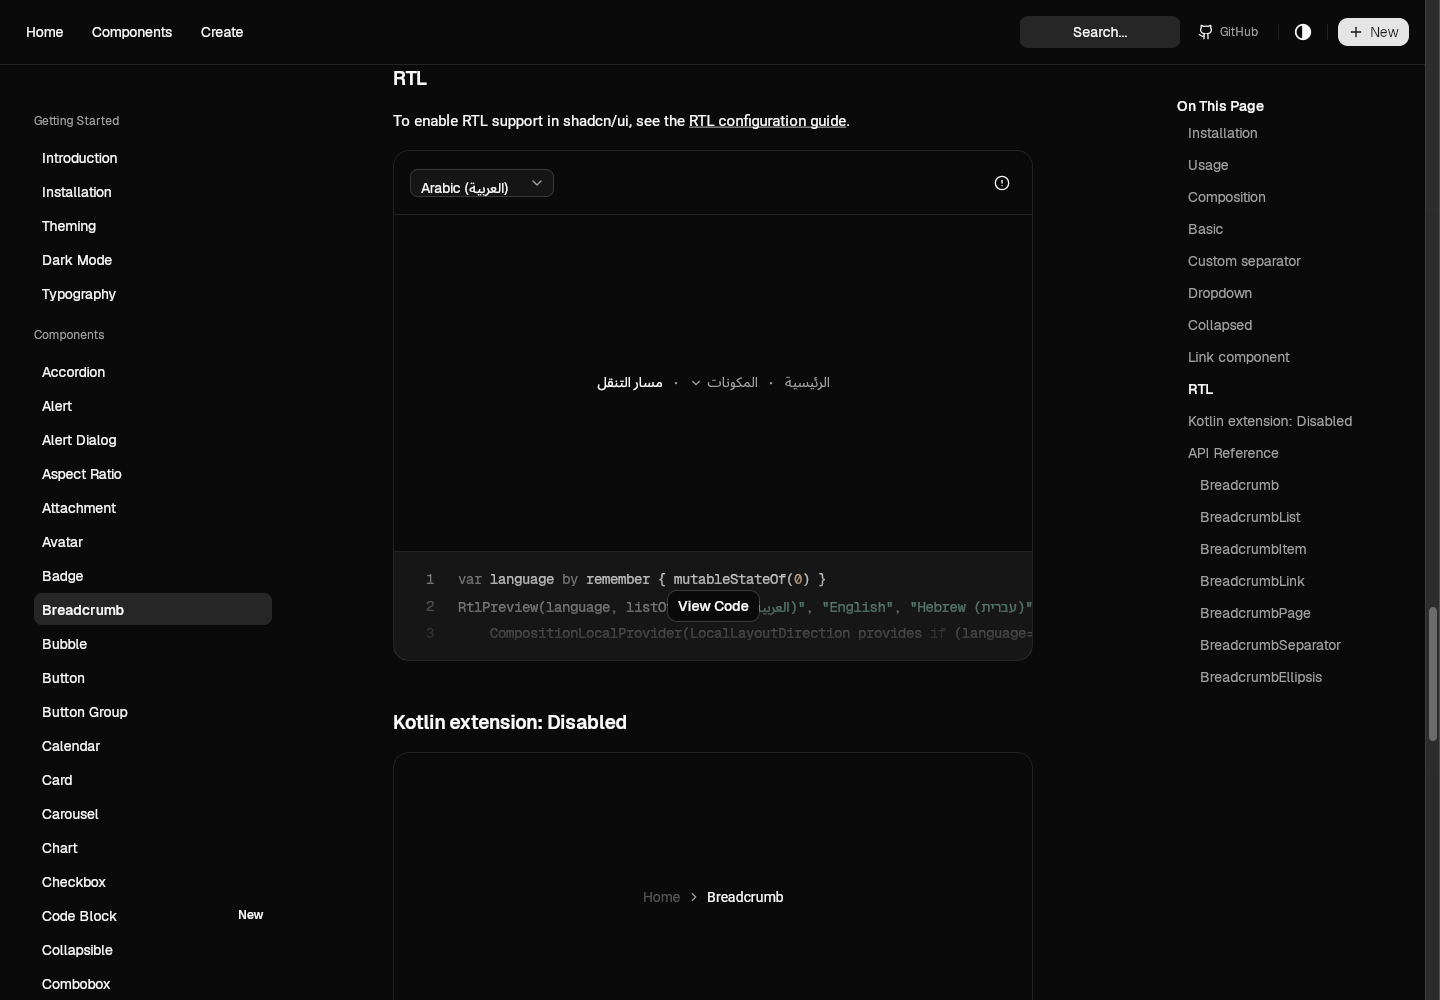 Home
Components
Create
Search...
GitHub
New
Getting Started
Introduction
Installation
Theming
Dark Mode
Typography
Components
Accordion
Alert
Alert Dialog
Aspect Ratio
Attachment
Avatar
Badge
Breadcrumb
Bubble
Button
Button Group
Calendar
Card
Carousel
Chart
Checkbox
Code Block New
Collapsible
Combobox
RTL
To enable RTL support in shadcn/ui, see the RTL configuration guide.
Arabic (العربية)
الرئيسية • المكونات • مسار التنقل
1 var language by remember { mutableStateOf(0) }
2 RtlPreview(language, العربية)", "English", "Hebrew (עברית)"
View Code
3 CompositionLocalProvider(LocalLayoutDirection provides if (language=
Kotlin extension: Disabled
Home > Breadcrumb
On This Page
Installation
Usage
Composition
Basic
Custom separator
Dropdown
Collapsed
Link component
RTL
Kotlin extension: Disabled
API Reference
Breadcrumb
BreadcrumbList
BreadcrumbItem
BreadcrumbLink
BreadcrumbPage
BreadcrumbSeparator
BreadcrumbEllipsis